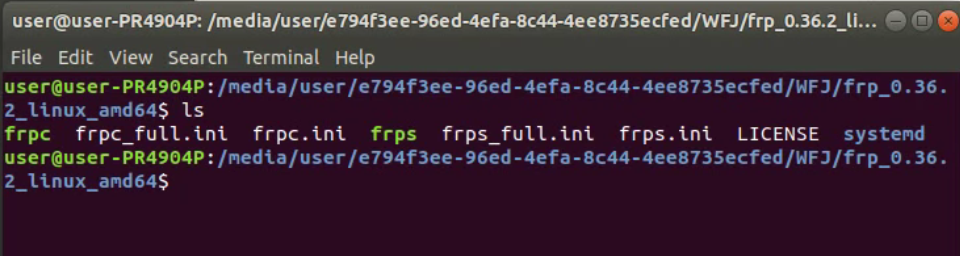 user@user-PR4904P: /media/user/e794f3ee-96ed-4efa-8c44-4ee8735ecfed/WFJ/frp_0.36.2_li...
File Edit View Search Terminal Help
user@user-PR4904P:/media/user/e794f3ee-96ed-4efa-8c44-4ee8735ecfed/WFJ/frp_0.36.
2_linux_amd64$ ls
frpc frpc_full.ini frpc.ini frps frps_full.ini frps.ini LICENSE systemd
user@user-PR4904P:/media/user/e794f3ee-96ed-4efa-8c44-4ee8735ecfed/WFJ/frp_0.36.
2_linux_amd64$